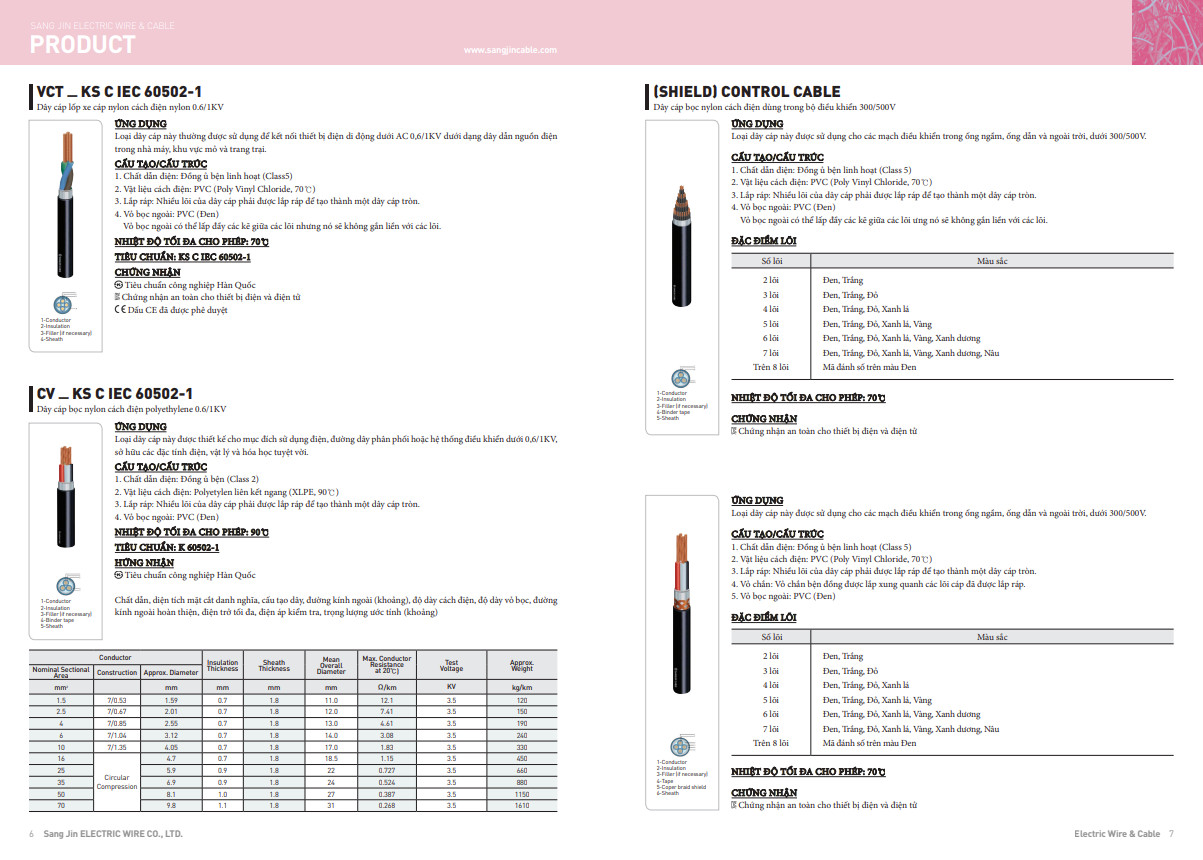 SANG JIN ELECTRIC WIRE & CABLE
PRODUCT
www.sangjincable.com
VCT _ KS C IEC 60502-1
Dây cáp lốp xe cáp nylon cách điện nylon 0.6/1KV
ỨNG DỤNG
Loại dây cáp này thường được sử dụng để kết nối thiết bị điện di động dưới AC 0,6/1KV dưới dạng dây dẫn nguồn điện
trong nhà máy, khu vực mỏ và trang trại.
CẤU TẠO/CẤU TRÚC
1. Chất dẫn điện: Đồng ủ bện linh hoạt (Class5)
2. Vật liệu cách điện: PVC (Poly Vinyl Chloride, 70℃)
3. Lắp ráp: Nhiều lõi của dây cáp phải được lắp ráp để tạo thành một dây cáp tròn.
4. Vỏ bọc ngoài: PVC (Đen)
Vỏ bọc ngoài có thể lấp đầy các kẽ giữa các lõi nhưng nó sẽ không gắn liền với các lõi.
NHIỆT ĐỘ TỐI ĐA CHO PHÉP: 70℃
TIÊU CHUẨN: KS C IEC 60502-1
CHỨNG NHẬN
Tiêu chuẩn công nghiệp Hàn Quốc
Chứng nhận an toàn cho thiết bị điện và điện tử
CE Dấu CE đã được phê duyệt
1-Conductor
2-Insulation
3-Filler (if necessary)
4-Sheath
CV _ KS C IEC 60502-1
Dây cáp bọc nylon cách điện polyethylene 0.6/1KV
ỨNG DỤNG
Loại dây cáp này được thiết kế cho mục đích sử dụng điện, đường dây phân phối hoặc hệ thống điều khiển dưới 0,6/1KV,
sở hữu các đặc tính điện, vật lý và hóa học tuyệt vời.
CẤU TẠO/CẤU TRÚC
1. Chất dẫn điện: Đồng ủ bện (Class 2)
2. Vật liệu cách điện: Polyetylen liên kết ngang (XLPE, 90℃)
3. Lắp ráp: Nhiều lõi của dây cáp phải được lắp ráp để tạo thành một dây cáp tròn.
4. Vỏ bọc ngoài: PVC (Đen)
NHIỆT ĐỘ TỐI ĐA CHO PHÉP: 90℃
TIÊU CHUẨN: K 60502-1
HỨNG NHẬN
Tiêu chuẩn công nghiệp Hàn Quốc
Chất dẫn, diện tích mặt cắt danh nghĩa, cấu tạo dây, đường kính ngoài (khoảng), độ dày cách điện, độ dày vỏ bọc, đường
kính ngoài hoàn thiện, điện trở tối đa, điện áp kiểm tra, trọng lượng ước tính (khoảng)
1-Conductor
2-Insulation
3-Filler (if necessary)
4-Binder tape
5-Sheath
Conductor Insulation Thickness Sheath Thickness Mean Overall Diameter Max. Conductor Resistance at 20℃) Test Voltage Approx. Weight
Nominal Sectional Area Construction Approx. Diameter
mm² mm mm mm mm Ω/km KV kg/km
1.5 7/0.53 1.59 0.7 1.8 11.0 12.1 3.5 120
2.5 7/0.67 2.01 0.7 1.8 12.0 7.41 3.5 150
4 7/0.85 2.55 0.7 1.8 13.0 4.61 3.5 190
6 7/1.04 3.12 0.7 1.8 14.0 3.08 3.5 240
10 7/1.35 4.05 0.7 1.8 17.0 1.83 3.5 330
16 Circular Compression 4.7 0.7 1.8 18.5 1.15 3.5 450
25 5.9 0.9 1.8 22 0.727 3.5 660
35 6.9 0.9 1.8 24 0.524 3.5 880
50 8.1 1.0 1.8 27 0.387 3.5 1150
70 9.8 1.1 1.8 31 0.268 3.5 1610
6 Sang Jin ELECTRIC WIRE CO., LTD.
(SHIELD) CONTROL CABLE
Dây cáp bọc nylon cách điện dùng trong bộ điều khiển 300/500V
ỨNG DỤNG
Loại dây cáp này được sử dụng cho các mạch điều khiển trong ống ngầm, ống dẫn và ngoài trời, dưới 300/500V.
CẤU TẠO/CẤU TRÚC
1. Chất dẫn điện: Đồng ủ bện linh hoạt (Class 5)
2. Vật liệu cách điện: PVC (Poly Vinyl Chloride, 70℃)
3. Lắp ráp: Nhiều lõi của dây cáp phải được lắp ráp để tạo thành một dây cáp tròn.
4. Vỏ bọc ngoài: PVC (Đen)
Vỏ bọc ngoài có thể lấp đầy các kẽ giữa các lõi ưng nó sẽ không gắn liền với các lõi.
ĐẶC ĐIỂM LÕI
Số lõi Màu sắc
2 lõi Đen, Trắng
3 lõi Đen, Trắng, Đỏ
4 lõi Đen, Trắng, Đỏ, Xanh lá
5 lõi Đen, Trắng, Đỏ, Xanh lá, Vàng
6 lõi Đen, Trắng, Đỏ, Xanh lá, Vàng, Xanh dương
7 lõi Đen, Trắng, Đỏ, Xanh lá, Vàng, Xanh dương, Nâu
Trên 8 lõi Mã đánh số trên màu Đen
NHIỆT ĐỘ TỐI ĐA CHO PHÉP: 70℃
CHỨNG NHẬN
Chứng nhận an toàn cho thiết bị điện và điện tử
1-Conductor
2-Insulation
3-Filler (if necessary)
4-Binder tape
5-Sheath
ỨNG DỤNG
Loại dây cáp này được sử dụng cho các mạch điều khiển trong ống ngầm, ống dẫn và ngoài trời, dưới 300/500V.
CẤU TẠO/CẤU TRÚC
1. Chất dẫn điện: Đồng ủ bện linh hoạt (Class 5)
2. Vật liệu cách điện: PVC (Poly Vinyl Chloride, 70℃)
3. Lắp ráp: Nhiều lõi của dây cáp phải được lắp ráp để tạo thành một dây cáp tròn.
4. Vỏ chắn: Vỏ chắn bện đồng được lắp xung quanh các lõi cáp đã được lắp ráp.
5. Vỏ bọc ngoài: PVC (Đen)
ĐẶC ĐIỂM LÕI
Số lõi Màu sắc
2 lõi Đen, Trắng
3 lõi Đen, Trắng, Đỏ
4 lõi Đen, Trắng, Đỏ, Xanh lá
5 lõi Đen, Trắng, Đỏ, Xanh lá, Vàng
6 lõi Đen, Trắng, Đỏ, Xanh lá, Vàng, Xanh dương
7 lõi Đen, Trắng, Đỏ, Xanh lá, Vàng, Xanh dương, Nâu
Trên 8 lõi Mã đánh số trên màu Đen
NHIỆT ĐỘ TỐI ĐA CHO PHÉP: 70℃
CHỨNG NHẬN
Chứng nhận an toàn cho thiết bị điện và điện tử
1-Conductor
2-Insulation
3-Filler (if necessary)
4-Tape
5-Coper braid shield
6-Sheath
Electric Wire & Cable 7